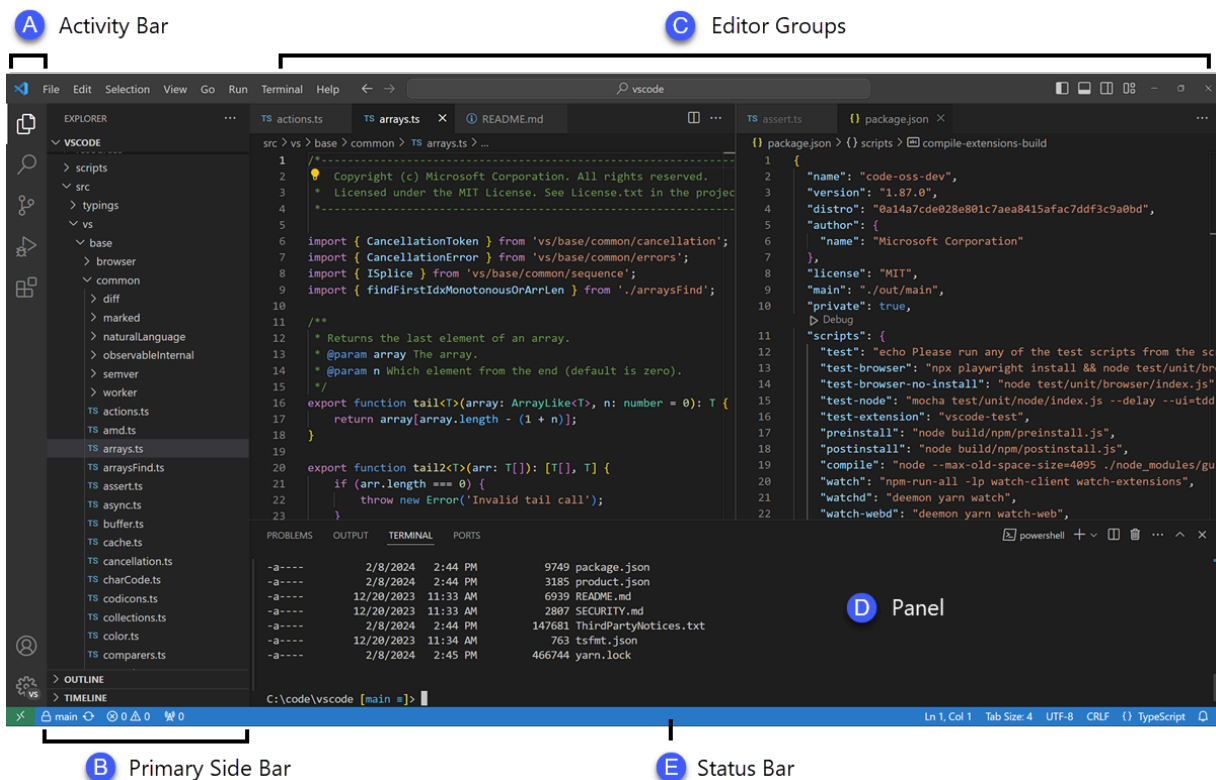 A Activity Bar
C Editor Groups
File Edit Selection View Go Run Terminal Help ← → vscode
EXPLORER ···
VSCODE
scripts
src
typings
vs
base
browser
common
diff
marked
naturalLanguage
observableInternal
semver
worker
TS actions.ts
TS amd.ts
TS arrays.ts
TS arraysFind.ts
TS assert.ts
TS async.ts
TS buffer.ts
TS cache.ts
TS cancellation.ts
TS charCode.ts
TS codicons.ts
TS collections.ts
TS color.ts
TS comparers.ts
OUTLINE
TIMELINE
VS
TS actions.ts TS arrays.ts × README.md ···
src > vs > base > common > TS arrays.ts > ...
1 /*---------------------------------------------------------------
2 Copyright (c) Microsoft Corporation. All rights reserved.
3 * Licensed under the MIT License. See License.txt in the projec
4 *---------------------------------------------------------------
5
6 import { CancellationToken } from 'vs/base/common/cancellation';
7 import { CancellationError } from 'vs/base/common/errors';
8 import { ISplice } from 'vs/base/common/sequence';
9 import { findFirstIdxMonotonousOrArrLen } from './arraysFind';
10
11 /**
12 * Returns the last element of an array.
13 * @param array The array.
14 * @param n Which element from the end (default is zero).
15 */
16 export function tail<T>(array: ArrayLike<T>, n: number = 0): T {
17 return array[array.length - (1 + n)];
18 }
19
20 export function tail2<T>(arr: T[]): [T[], T] {
21 if (arr.length === 0) {
22 throw new Error('Invalid tail call');
23 }
TS assert.ts {} package.json × ···
{} package.json > {} scripts > compile-extensions-build
1 {
2 "name": "code-oss-dev",
3 "version": "1.87.0",
4 "distro": "0a14a7cde028e801c7aea8415afac7ddf3c9a0bd",
5 "author": {
6 "name": "Microsoft Corporation"
7 },
8 "license": "MIT",
9 "main": "./out/main",
10 "private": true,
Debug
11 "scripts": {
12 "test": "echo Please run any of the test scripts from the sc
13 "test-browser": "npx playwright install && node test/unit/bro
14 "test-browser-no-install": "node test/unit/browser/index.js"
15 "test-node": "mocha test/unit/node/index.js --delay --ui=tdd
16 "test-extension": "vscode-test",
17 "preinstall": "node build/npm/preinstall.js",
18 "postinstall": "node build/npm/postinstall.js",
19 "compile": "node --max-old-space-size=4095 ./node_modules/gu
20 "watch": "npm-run-all -lp watch-client watch-extensions",
21 "watchd": "deemon yarn watch",
22 "watch-webd": "deemon yarn watch-web",
PROBLEMS OUTPUT TERMINAL PORTS powershell
-a---- 2/8/2024 2:44 PM 9749 package.json
-a---- 2/8/2024 2:44 PM 3185 product.json
-a---- 12/20/2023 11:33 AM 6939 README.md
-a---- 12/20/2023 11:33 AM 2807 SECURITY.md
-a---- 2/8/2024 2:44 PM 147681 ThirdPartyNotices.txt
-a---- 12/20/2023 11:34 AM 763 tsfmt.json
-a---- 2/8/2024 2:45 PM 466744 yarn.lock
C:\code\vscode [main ≡]>
D Panel
main 0 0 0 Ln 1, Col 1 Tab Size: 4 UTF-8 CRLF {} TypeScript
B Primary Side Bar
E Status Bar